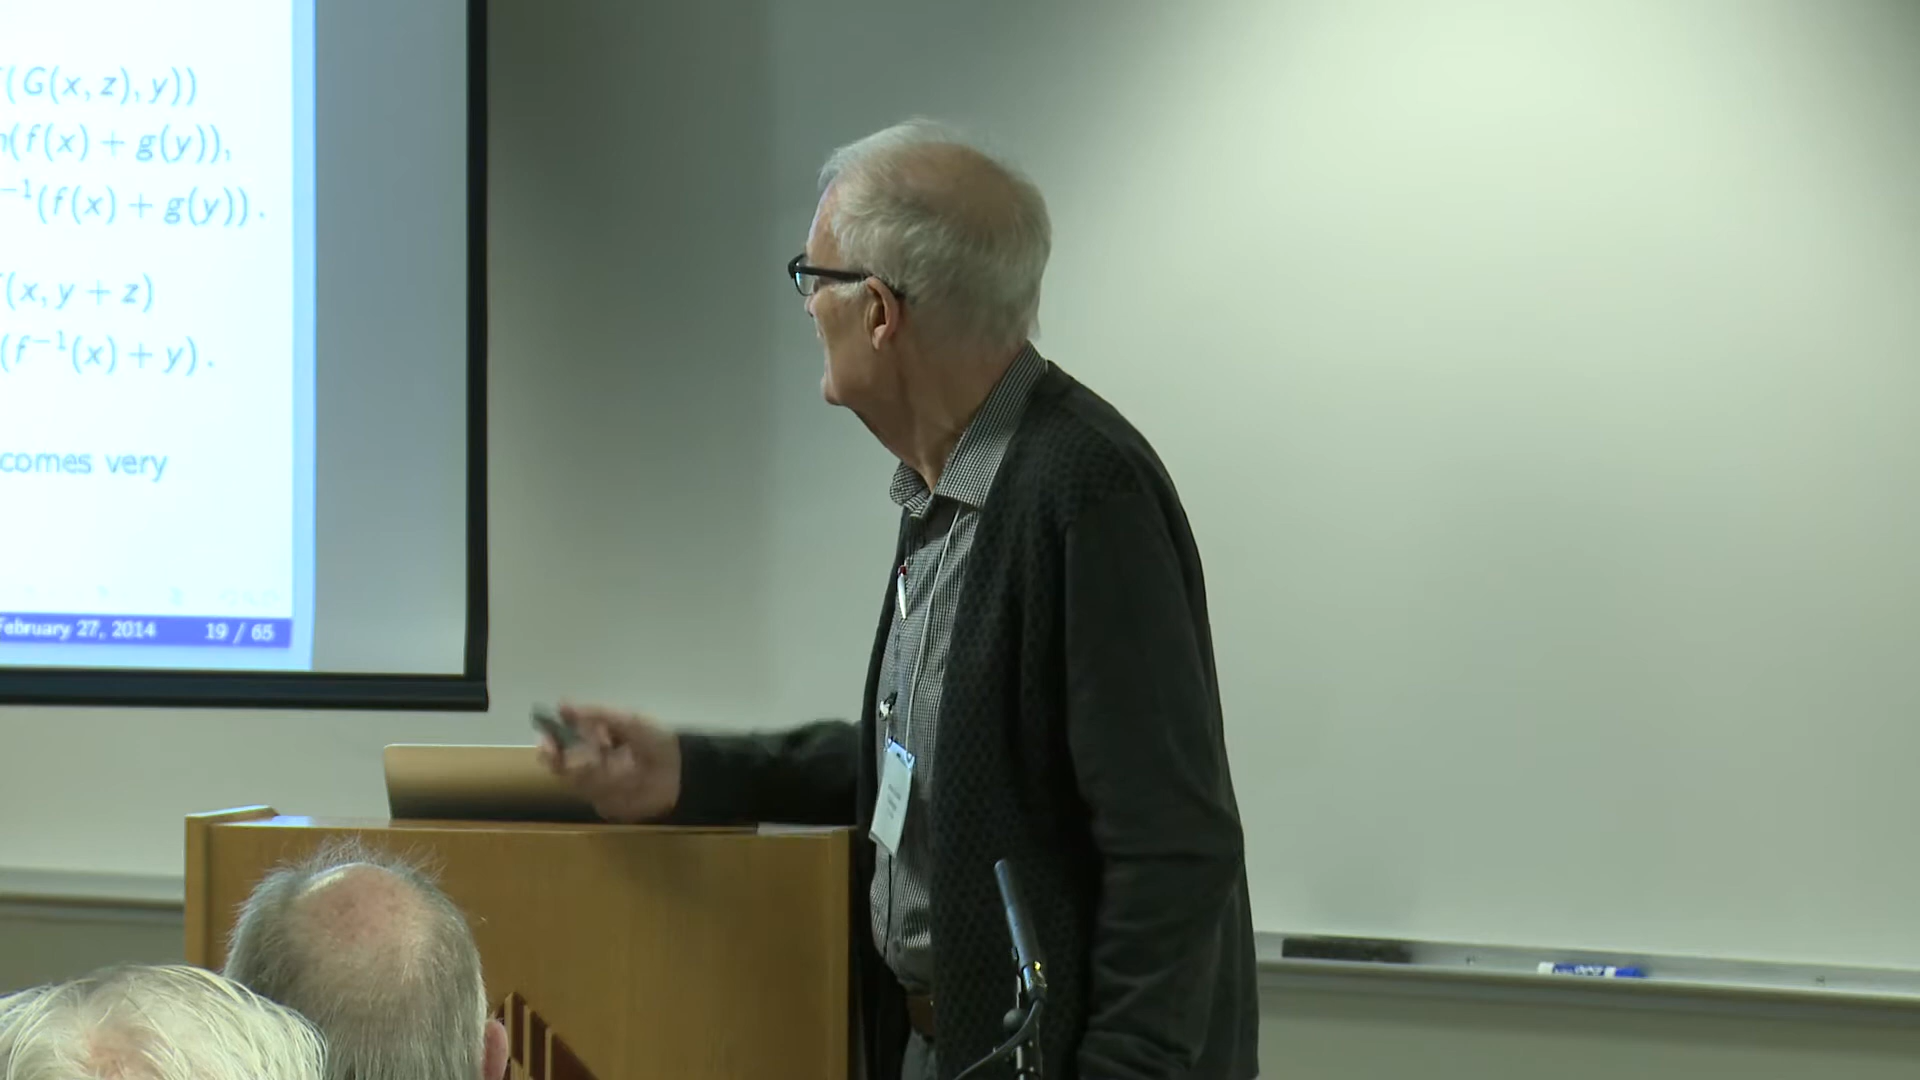 (G(x, z), y))
(f(x) + g(y)),
−1(f(x) + g(y)).
(x, y + z)
(f−1(x) + y).
comes very
February 27, 2014 19 / 65